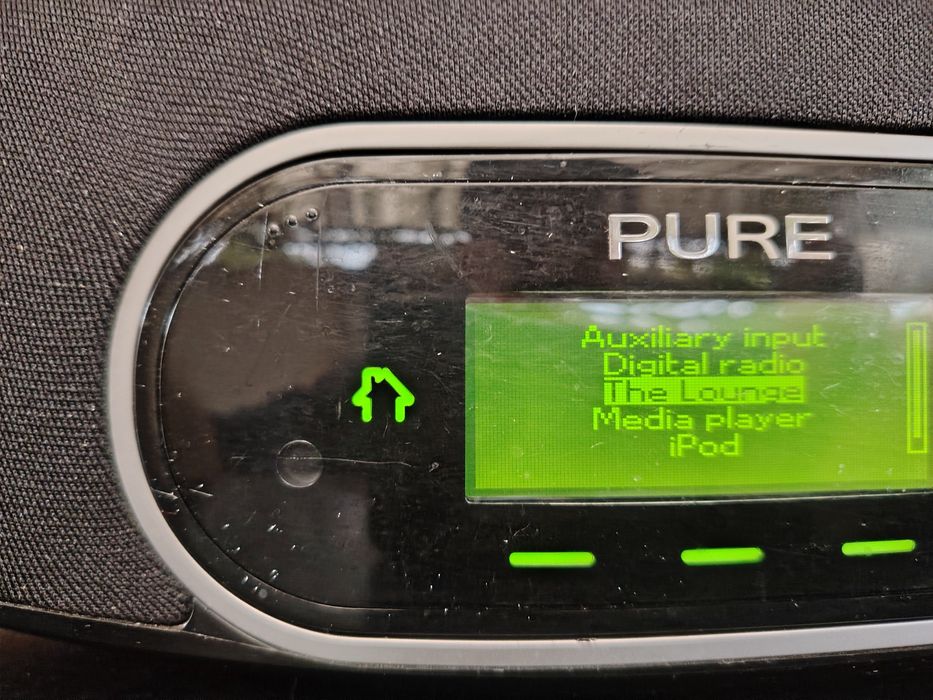 PURE
Auxiliary input
Digital radio
The Lounge
Media player
iPod